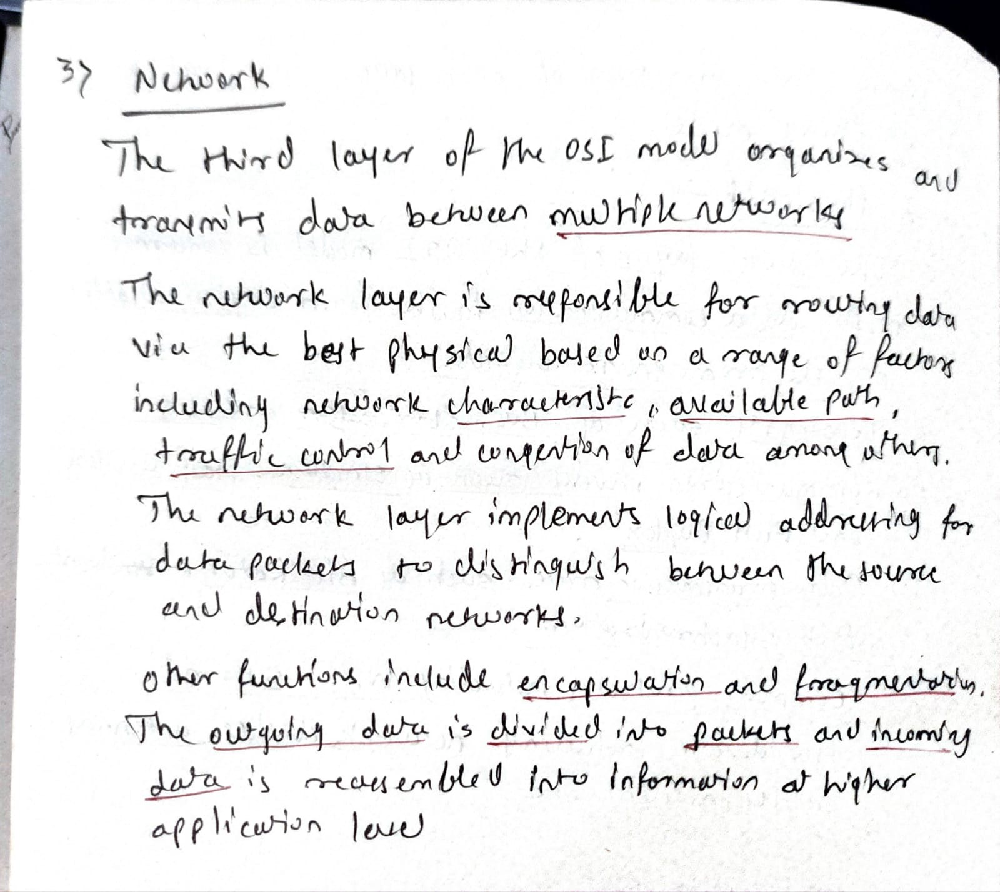 3> Network
The third layer of the OSI model organizes and
transmits data between multiple networks
The network layer is responsible for routing data
via the best physical based on a range of factors
including network characteristic, available path,
traffic control and congestion of data among others.
The network layer implements logical addressing for
data packets to distinguish between the source
and destination networks.
Other functions include encapsulation and fragmentation.
The outgoing data is divided into packets and incoming
data is reassembled into information at higher
application level